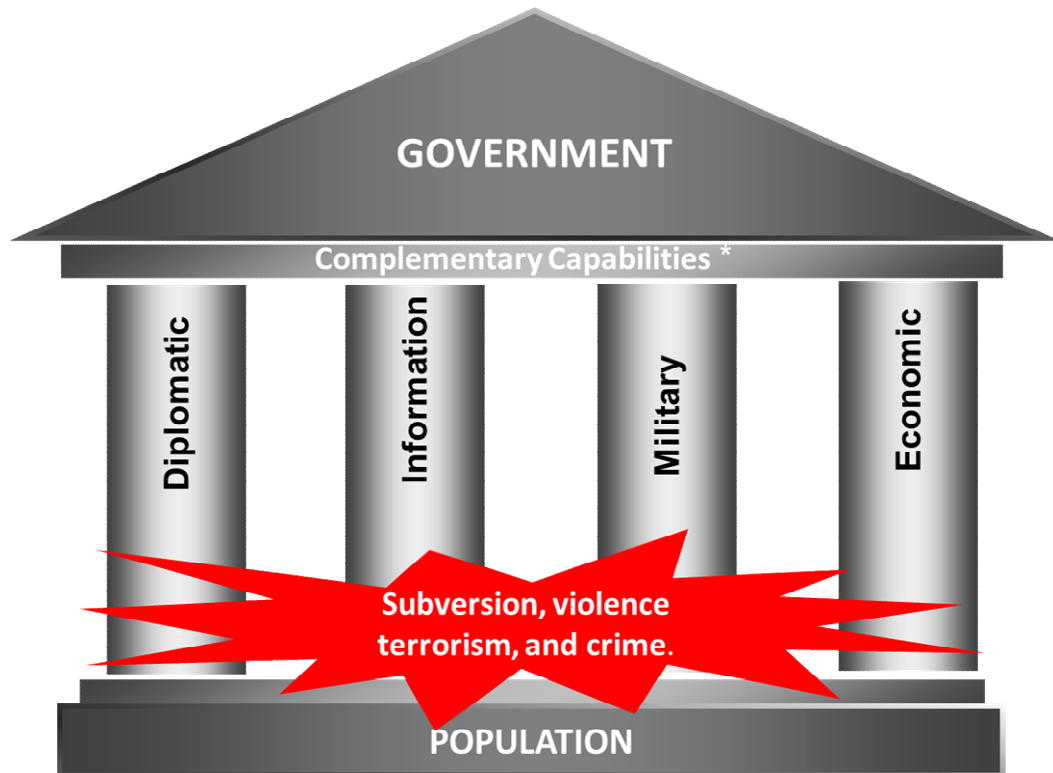 GOVERNMENT
Complementary Capabilities *
Diplomatic
Information
Military
Economic
Subversion, violence
terrorism, and crime.
POPULATION